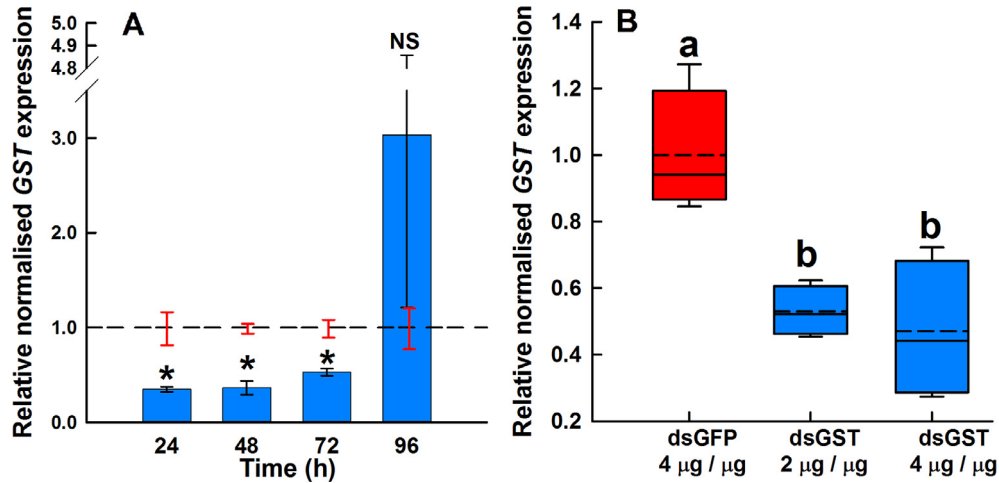 A
Relative normalised GST expression
5.0
4.9
4.8
3.0
2.0
1.0
0.0
NS
*
*
*
24 48 72 96
Time (h)
B
Relative normalised GST expression
1.4
1.2
1.0
0.8
0.6
0.4
0.2
a
b
b
dsGFP dsGST dsGST
4 µg / µg 2 µg / µg 4 µg / µg